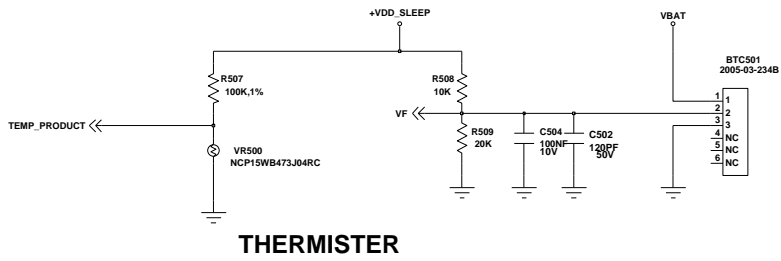 +VDD_SLEEP
VBAT
BTC501
2005-03-234B
R507
100K,1%
R508
10K
1 1
2 2
3 3
4 NC
5 NC
6 NC
TEMP_PRODUCT
VF
VR500
NCP15WB473J04RC
R509
20K
C504
100NF
10V
C502
120PF
50V
THERMISTER